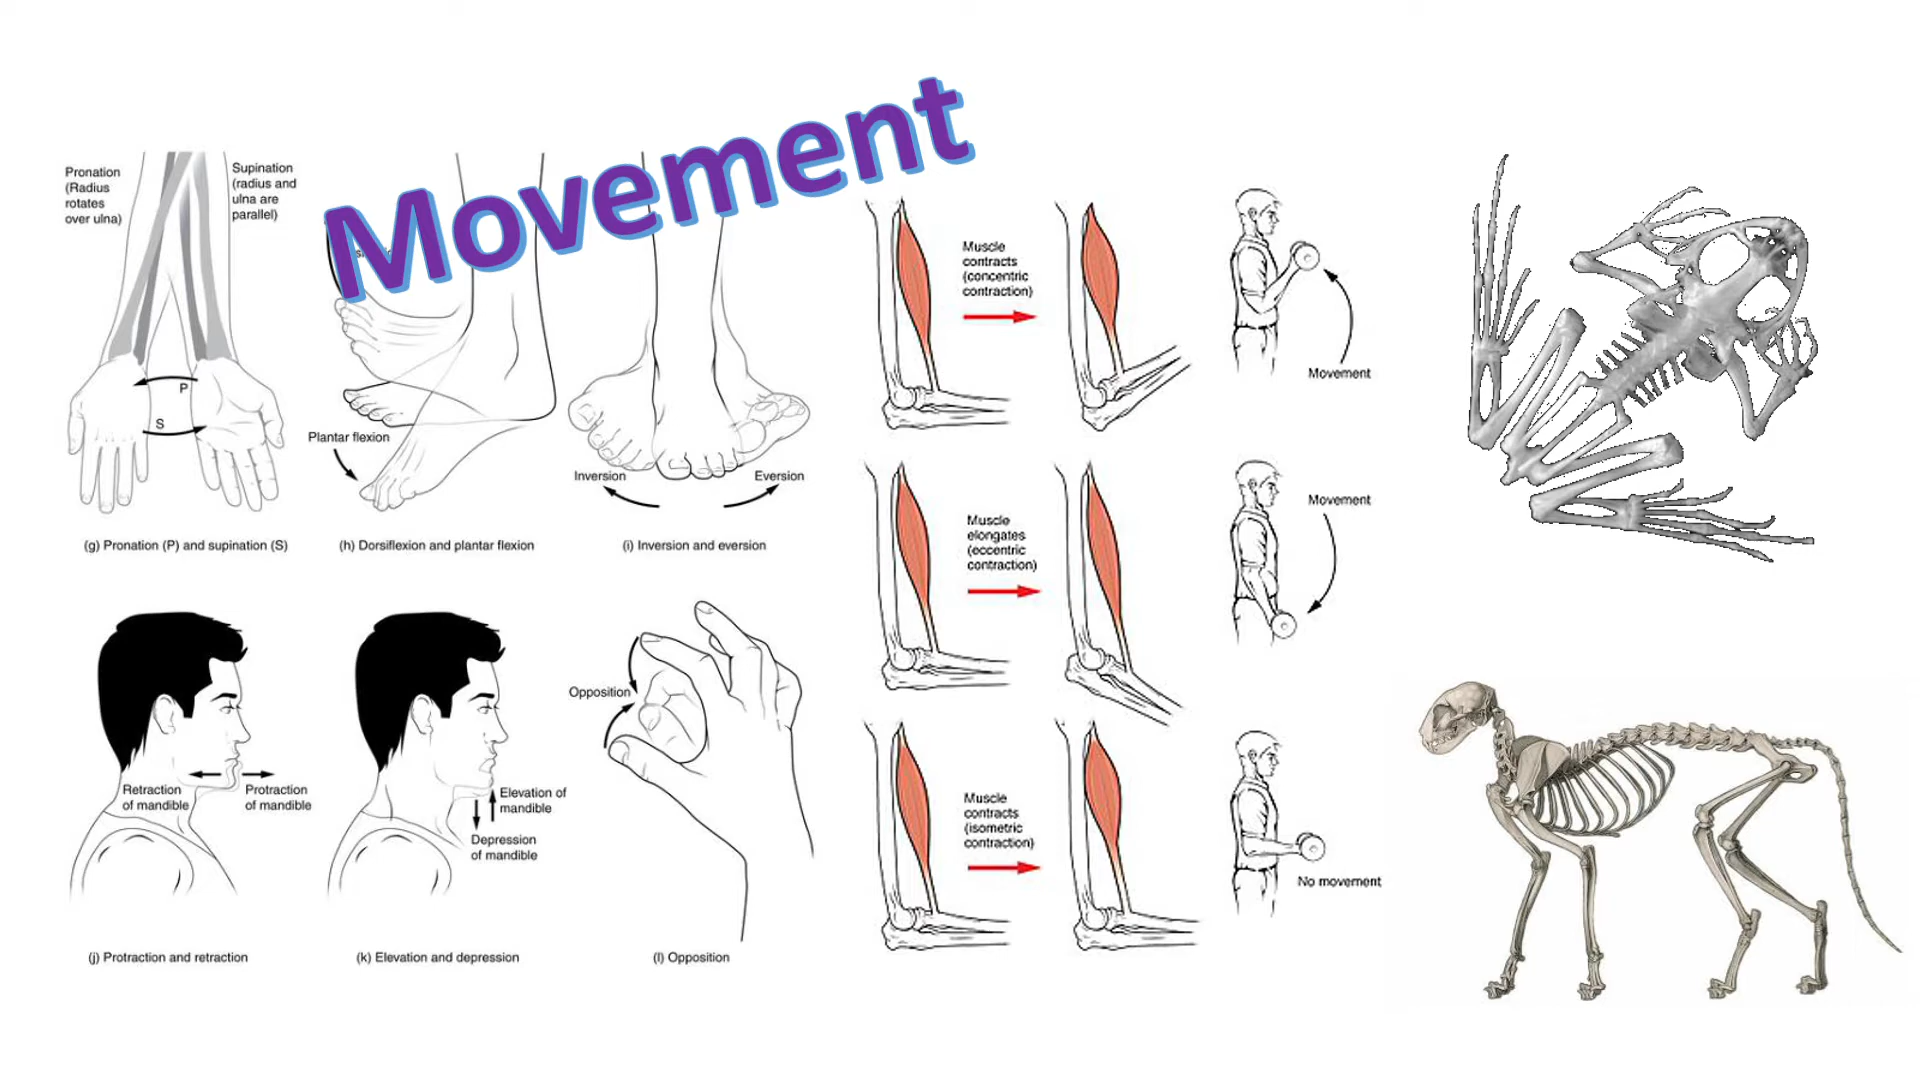 Movement
Pronation
(Radius
rotates
over ulna)
Supination
(radius and
ulna are
parallel)
P
S
(g) Pronation (P) and supination (S)
Plantar flexion
(h) Dorsiflexion and plantar flexion
Inversion
Eversion
(i) Inversion and eversion
Retraction
of mandible
Protraction
of mandible
(j) Protraction and retraction
Elevation of
mandible
Depression
of mandible
(k) Elevation and depression
Opposition
(l) Opposition
Muscle
contracts
(concentric
contraction)
Movement
Muscle
elongates
(eccentric
contraction)
Movement
Muscle
contracts
(isometric
contraction)
No movement